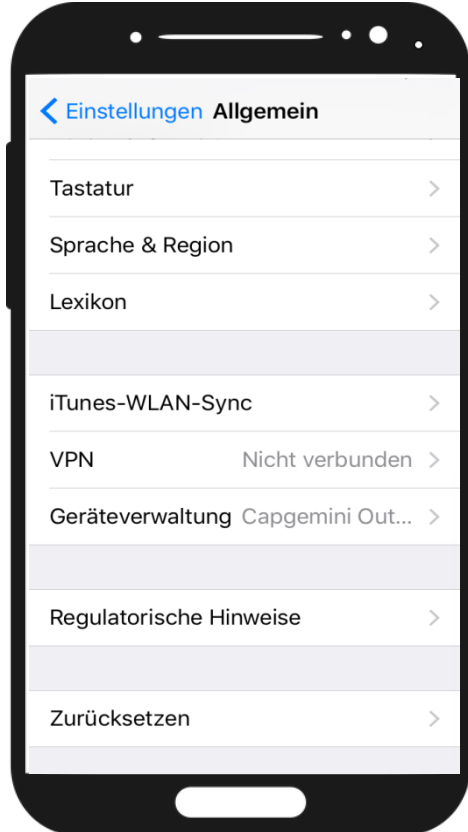 Einstellungen Allgemein
Tastatur
Sprache & Region
Lexikon
iTunes-WLAN-Sync
VPN Nicht verbunden
Geräteverwaltung Capgemini Out...
Regulatorische Hinweise
Zurücksetzen